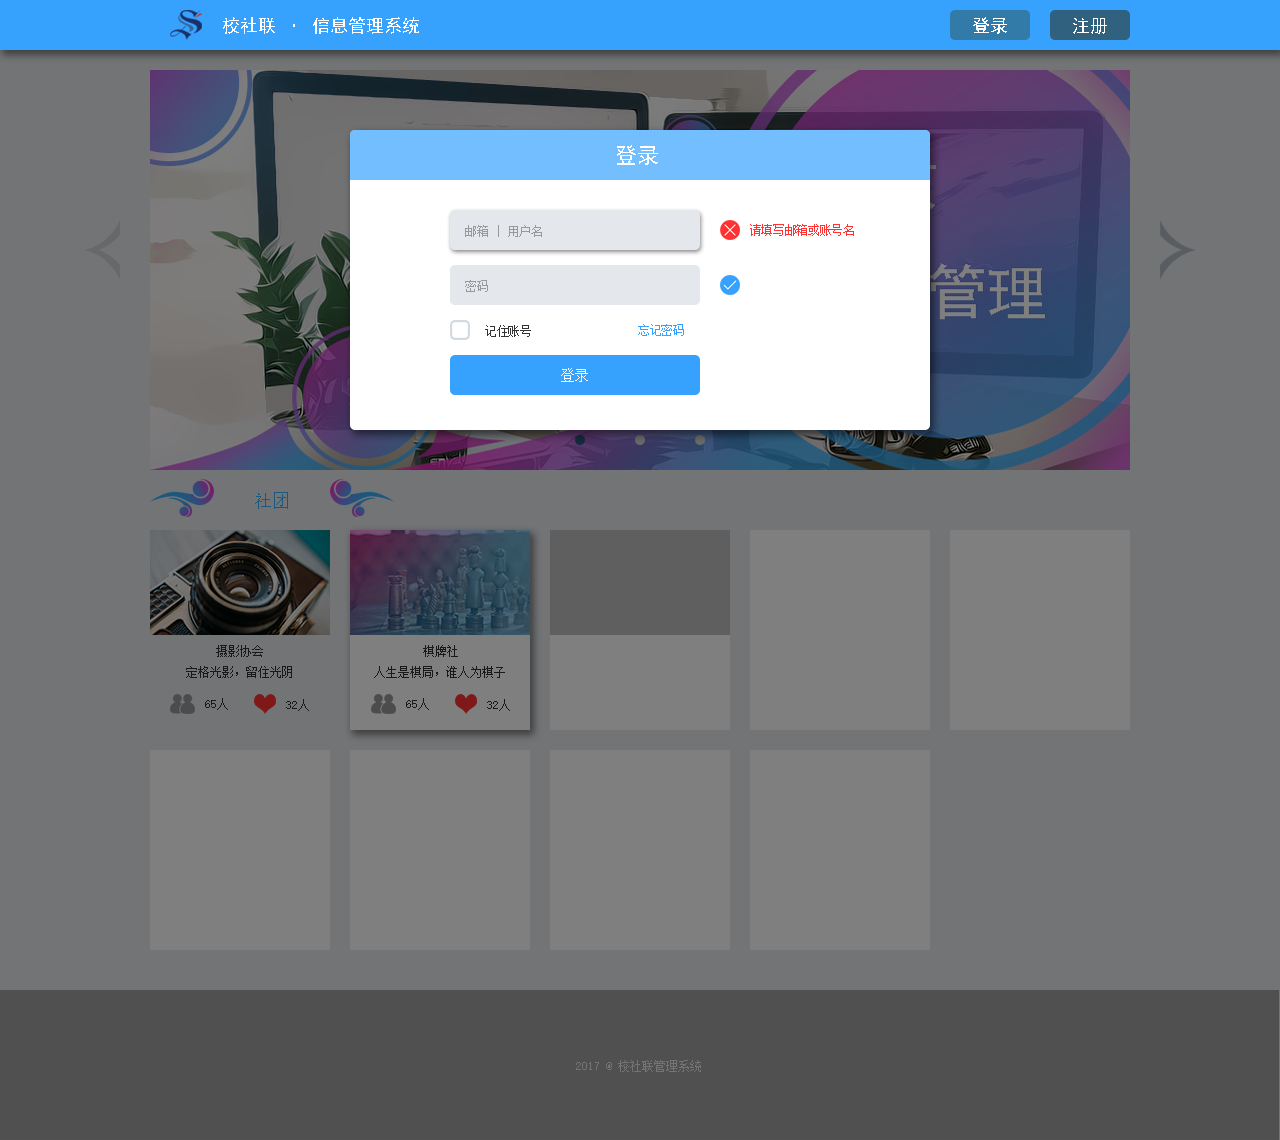 校社联 · 信息管理系统
登录 注册
登录
邮箱 | 用户名
请填写邮箱或账号名
密码
管理
记住账号 忘记密码
登录
社团
摄影协会
定格光影，留住光阴
65人 32人
棋牌社
人生是棋局，谁人为棋子
65人 32人
2017 @ 校社联管理系统